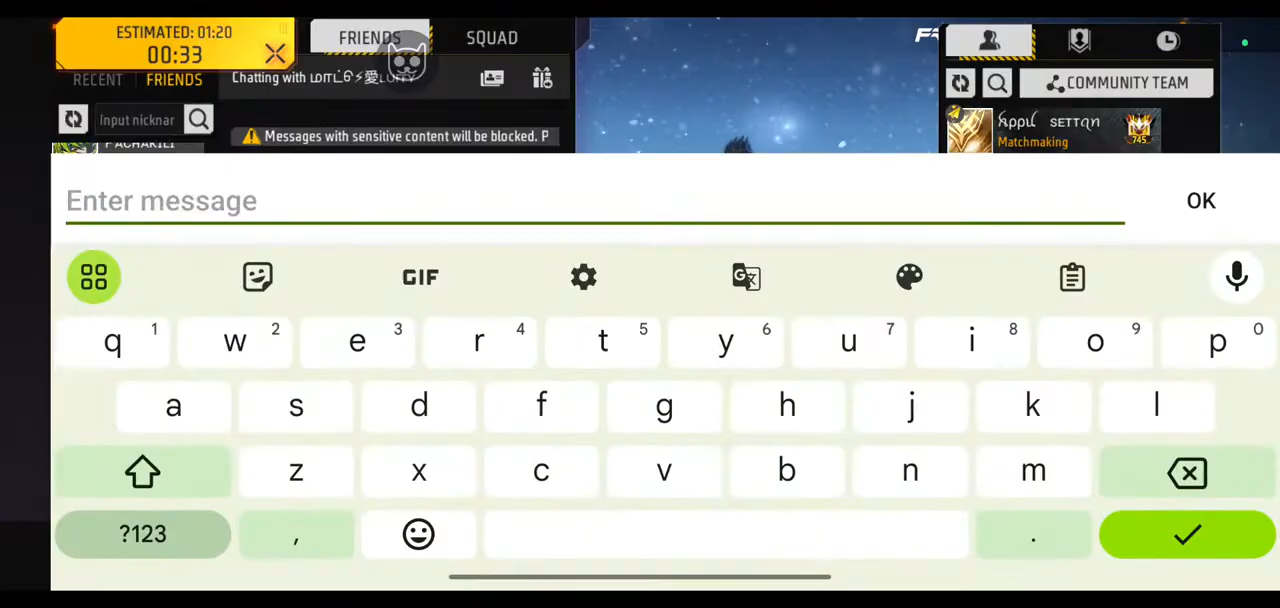 ESTIMATED: 01:20
00:33
FRIENDS
SQUAD
RECENT
FRIENDS
Chatting with
COMMUNITY TEAM
Input nicknar
Messages with sensitive content will be blocked. P
Matchmaking
745
Enter message
OK
GIF
q 1 w 2 e 3 r 4 t 5 y 6 u 7 i 8 o 9 p 0
a s d f g h j k l
z x c v b n m
?123 , .